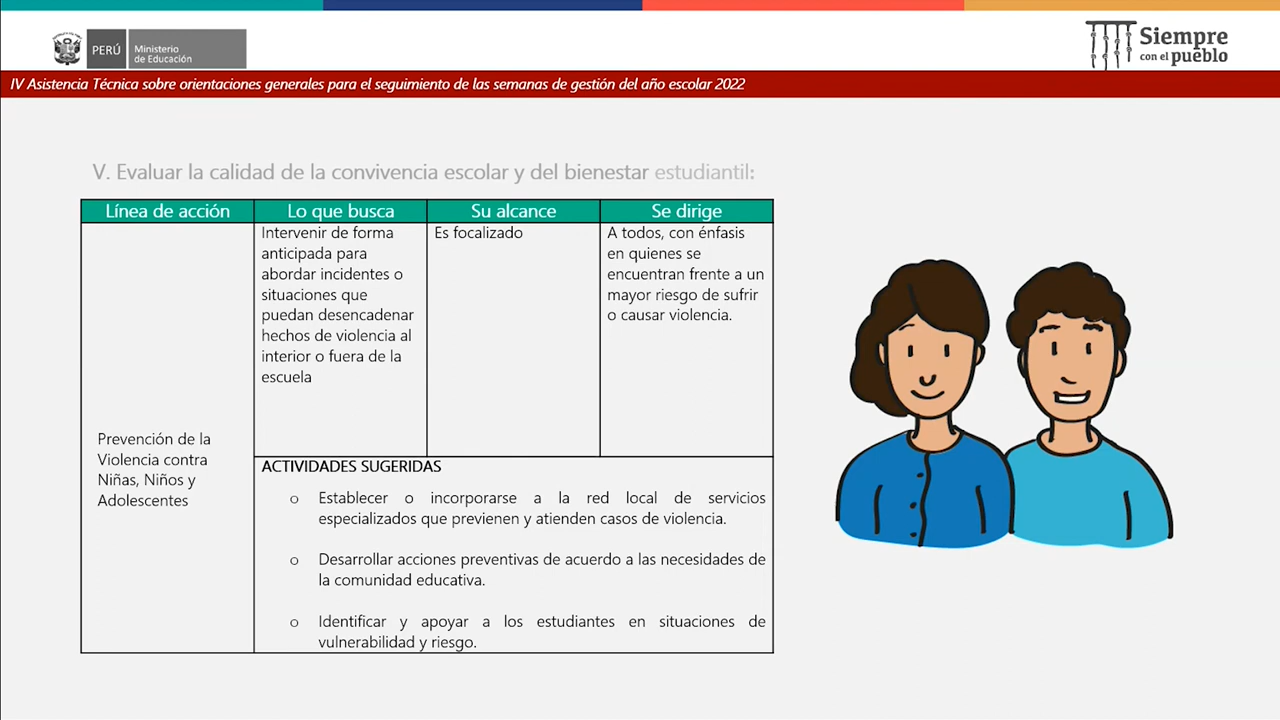 PERÚ
Ministerio
de Educación
Siempre
con el pueblo
IV Asistencia Técnica sobre orientaciones generales para el seguimiento de las semanas de gestión del año escolar 2022
V. Evaluar la calidad de la convivencia escolar y del bienestar estudiantil:
Línea de acción
Lo que busca
Su alcance
Se dirige
Prevención de la
Violencia contra
Niñas, Niños y
Adolescentes
Intervenir de forma
anticipada para
abordar incidentes o
situaciones que
puedan desencadenar
hechos de violencia al
interior o fuera de la
escuela
Es focalizado
A todos, con énfasis
en quienes se
encuentran frente a un
mayor riesgo de sufrir
o causar violencia.
ACTIVIDADES SUGERIDAS
o Establecer o incorporarse a la red local de servicios
especializados que previenen y atienden casos de violencia.
o Desarrollar acciones preventivas de acuerdo a las necesidades de
la comunidad educativa.
o Identificar y apoyar a los estudiantes en situaciones de
vulnerabilidad y riesgo.